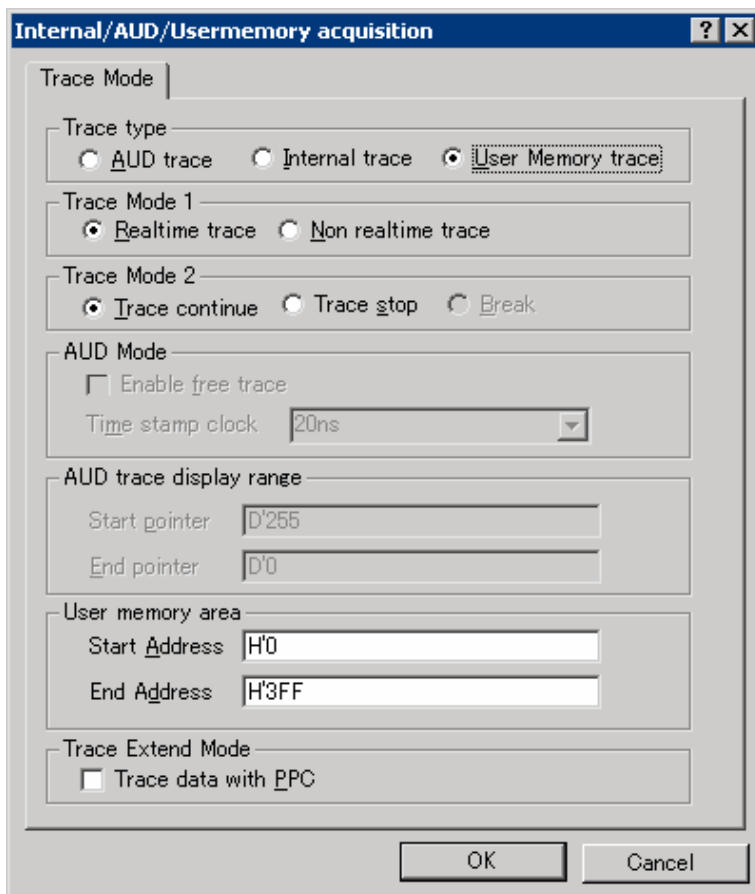 Internal/AUD/Usermemory acquisition
Trace Mode
Trace type
AUD trace Internal trace User Memory trace
Trace Mode 1
Realtime trace Non realtime trace
Trace Mode 2
Trace continue Trace stop Break
AUD Mode
Enable free trace
Time stamp clock 20ns
AUD trace display range
Start pointer D'255
End pointer D'0
User memory area
Start Address H'0
End Address H'3FF
Trace Extend Mode
Trace data with PPC
OK Cancel